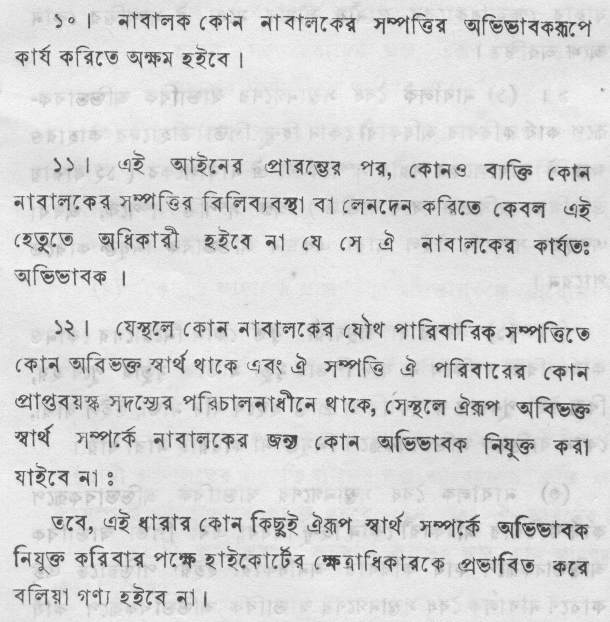 ১০। নাবালক কোন নাবালকের সম্পত্তির অভিভাবকরূপে
কার্য করিতে অক্ষম হইবে।
১১। এই আইনের প্রারম্ভের পর, কোনও ব্যক্তি কোন
নাবালকের সম্পত্তির বিলিব্যবস্থা বা লেনদেন করিতে কেবল এই
হেতুতে অধিকারী হইবে না যে সে ঐ নাবালকের কার্যতঃ
অভিভাবক।
১২। যেস্থলে কোন নাবালকের যৌথ পারিবারিক সম্পত্তিতে
কোন অবিভক্ত স্বার্থ থাকে এবং ঐ সম্পত্তি ঐ পরিবারের কোন
প্রাপ্তবয়স্ক সদস্যের পরিচালনাধীনে থাকে, সেস্থলে ঐরূপ অবিভক্ত
স্বার্থ সম্পর্কে নাবালকের জন্য কোন অভিভাবক নিযুক্ত করা
যাইবে না ঃ
তবে, এই ধারার কোন কিছুই ঐরূপ স্বার্থ সম্পর্কে অভিভাবক
নিযুক্ত করিবার পক্ষে হাইকোর্টের ক্ষেত্রাধিকারকে প্রভাবিত করে
বলিয়া গণ্য হইবে না।